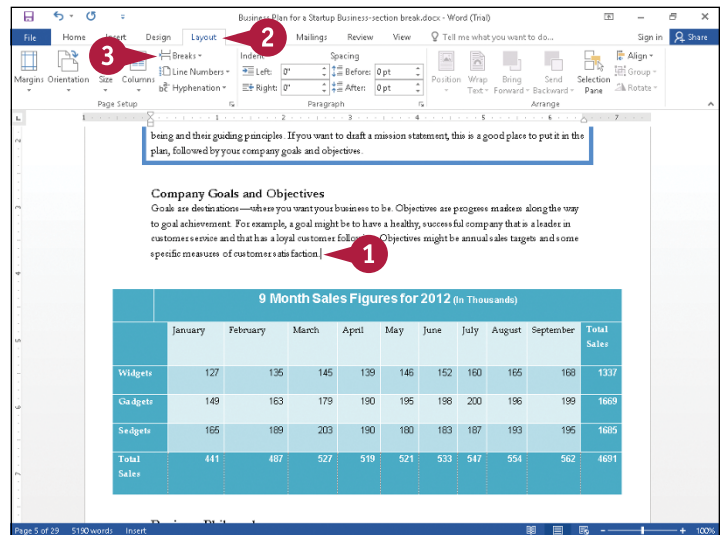 Business Plan for a Startup Business-section break.docx - Word (Trial)
File Home Insert Design Layout Mailings Review View Tell me what you want to do... Sign in Share
2
3
Breaks
Line Numbers
Hyphenation
Margins Orientation Size Columns
Page Setup
Indent Spacing
Left: 0" Before: 0 pt
Right: 0" After: 0 pt
Paragraph
Position Wrap Text Bring Forward Send Backward Selection Pane
Align
Group
Rotate
Arrange
1 1 2 3 4 5 6 7
being and their guiding principles. If you want to draft a mission statement, this is a good place to put it in the
plan, followed by your company goals and objectives.
Company Goals and Objectives
Goals are destinations—where you want your business to be. Objectives are progress markers along the way
to goal achievement. For example, a goal might be to have a healthy, successful company that is a leader in
customer service and that has a loyal customer Objectives might be annual sales targets and some
specific measures of customer satisfaction.
1
9 Month Sales Figures for 2012 (In Thousands)
January February March April May June July August September Total Sales
Widgets 127 135 145 139 146 152 160 165 168 1337
Gadgets 149 163 179 190 195 198 200 196 199 1669
Sedgets 165 189 203 190 180 183 187 193 195 1685
Total Sales 441 487 527 519 521 533 547 554 562 4691
Page 5 of 29 5190 words Insert 100%